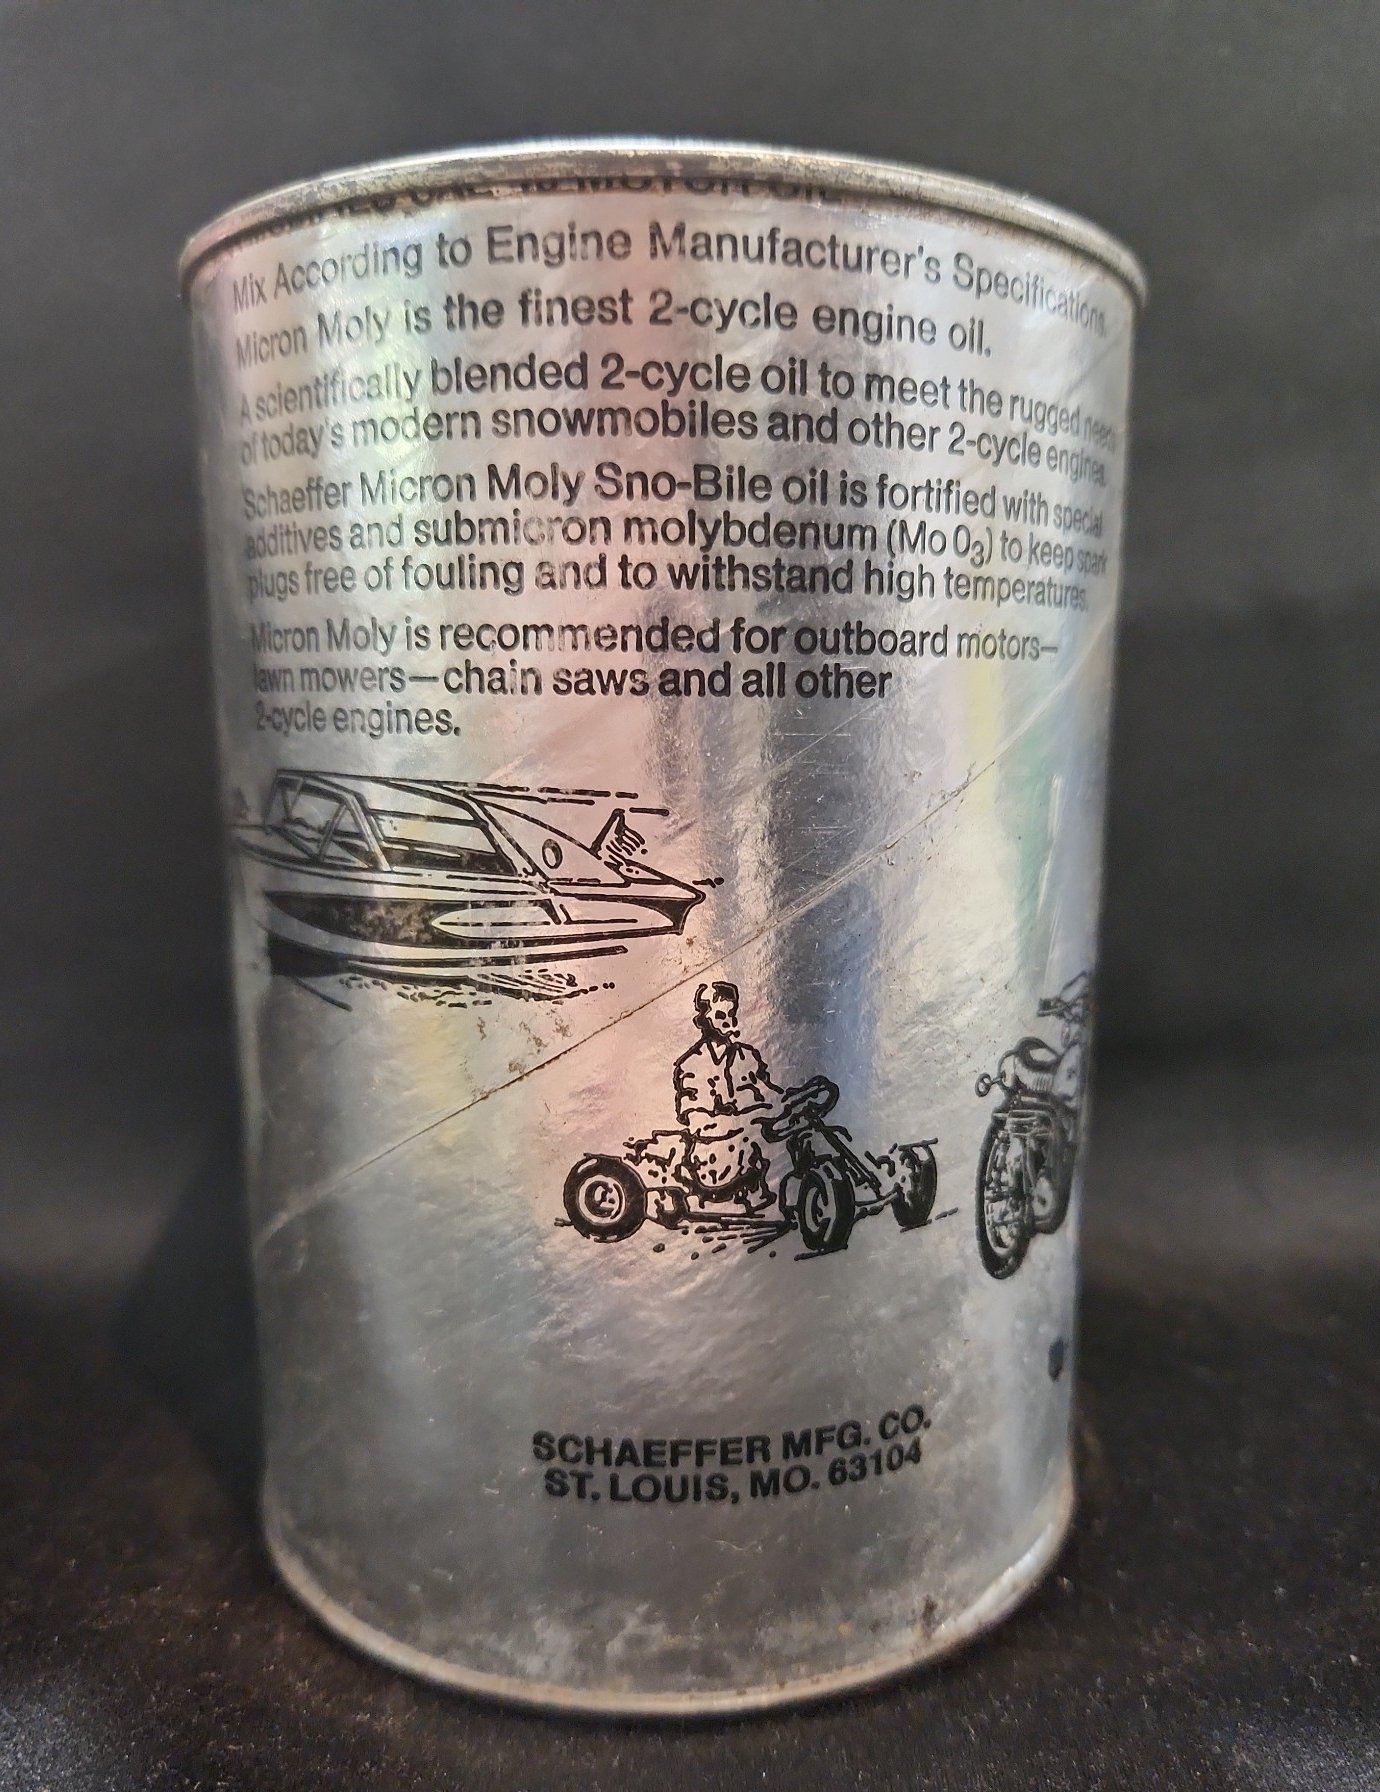 MOTOR OIL
Mix According to Engine Manufacturer's Specifications.
Micron Moly is the finest 2-cycle engine oil.
A scientifically blended 2-cycle oil to meet the rugged needs
of today's modern snowmobiles and other 2-cycle engines.
Schaeffer Micron Moly Sno-Bile oil is fortified with special
additives and submicron molybdenum (Mo O3) to keep spark
plugs free of fouling and to withstand high temperatures.
Micron Moly is recommended for outboard motors—
lawn mowers—chain saws and all other
2-cycle engines.
SCHAEFFER MFG. CO.
ST. LOUIS, MO. 63104